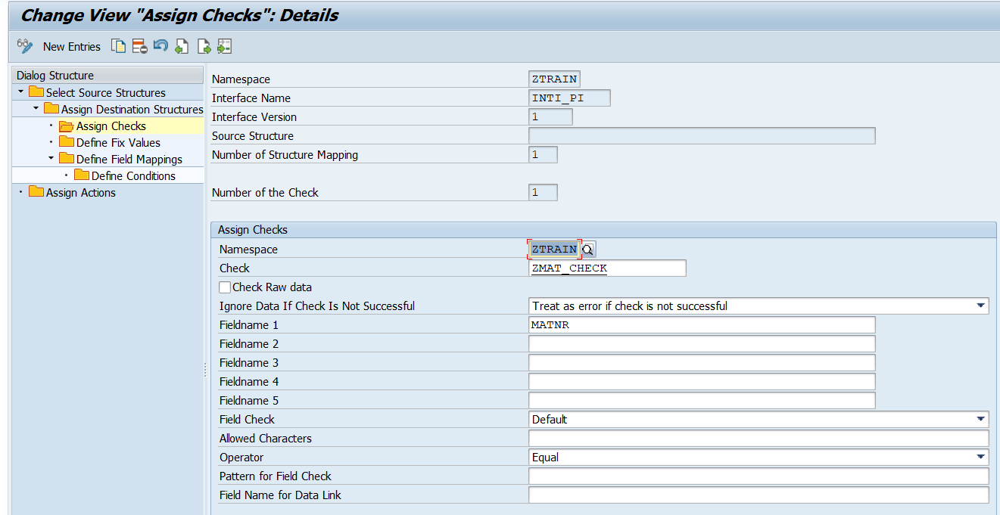 Change View "Assign Checks": Details
New Entries
Dialog Structure
Select Source Structures
Assign Destination Structures
Assign Checks
Define Fix Values
Define Field Mappings
Define Conditions
Assign Actions
Namespace ZTRAIN
Interface Name INTI_PI
Interface Version 1
Source Structure
Number of Structure Mapping 1
Number of the Check 1
Assign Checks
Namespace ZTRAIN
Check ZMAT_CHECK
Check Raw data
Ignore Data If Check Is Not Successful Treat as error if check is not successful
Fieldname 1 MATNR
Fieldname 2
Fieldname 3
Fieldname 4
Fieldname 5
Field Check Default
Allowed Characters
Operator Equal
Pattern for Field Check
Field Name for Data Link